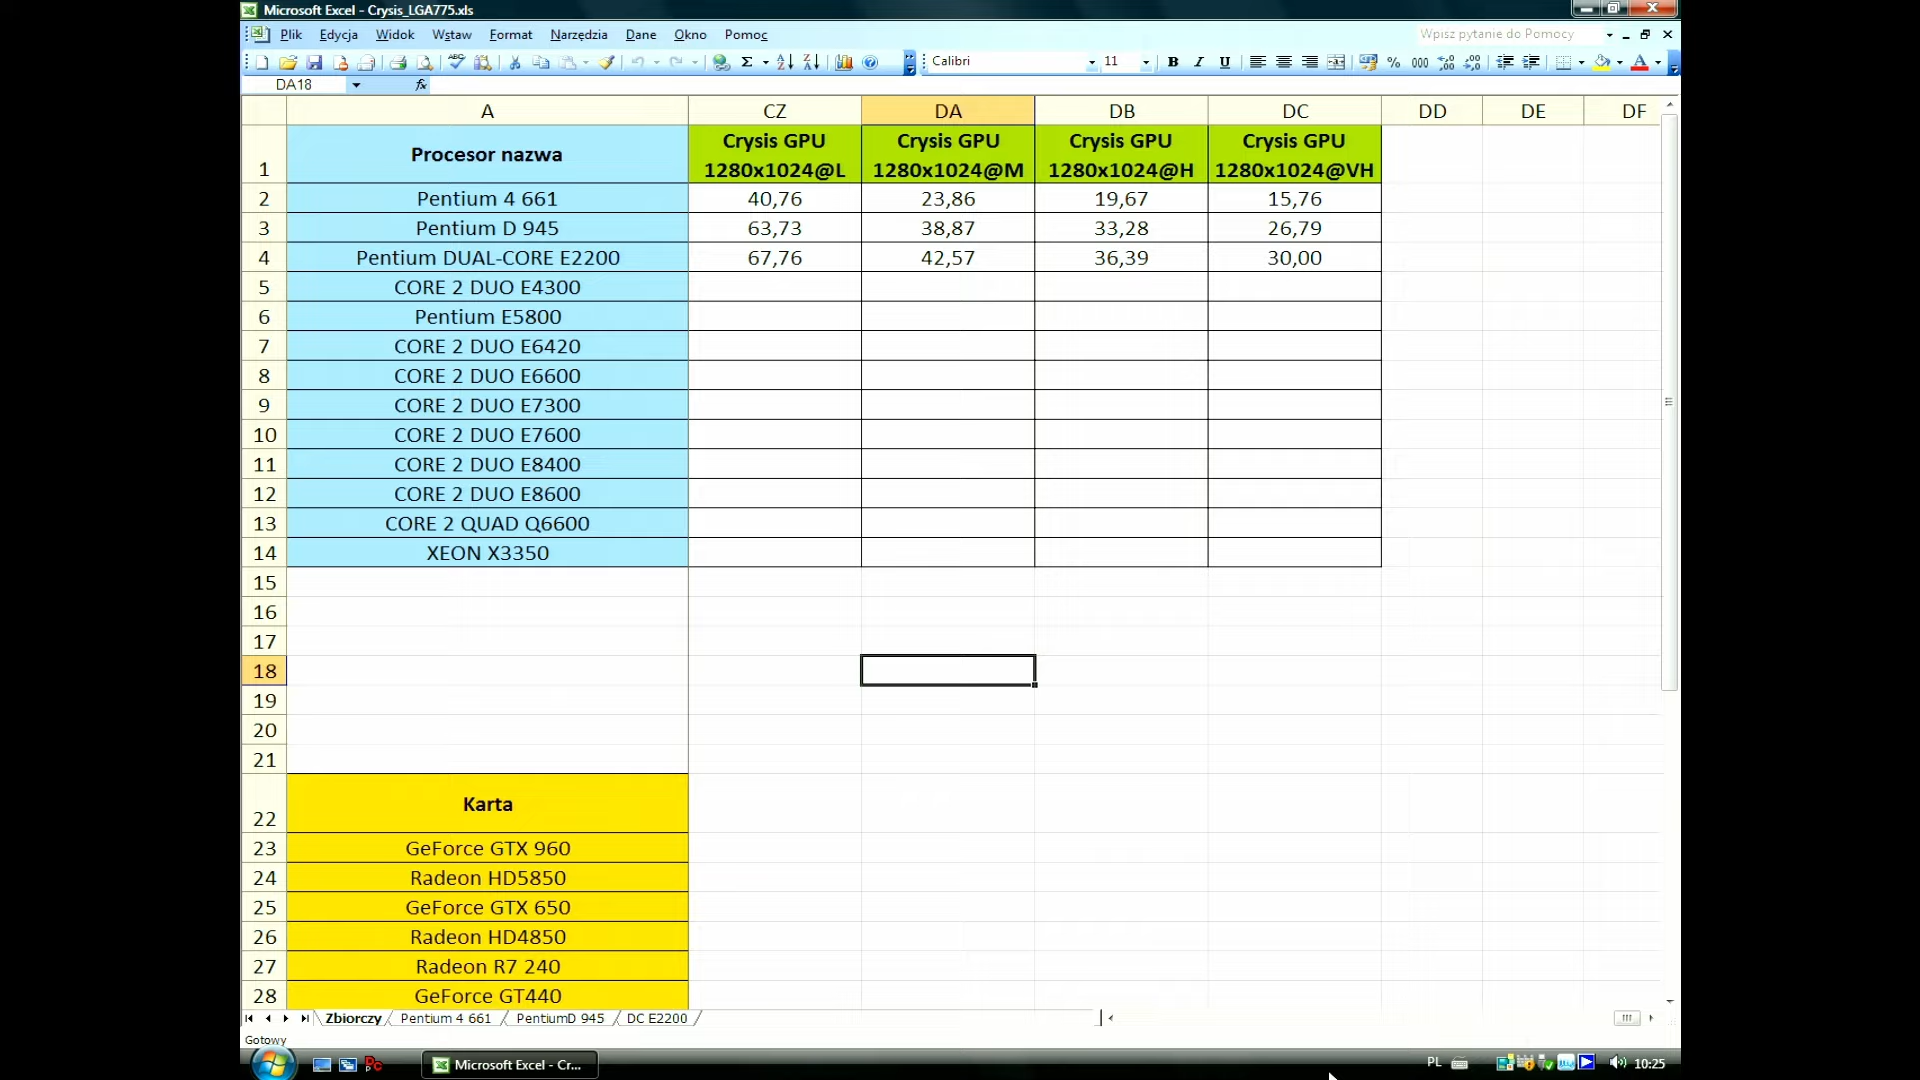 Microsoft Excel - Crysis_LGA775.xls
Plik Edycja Widok Wstaw Format Narzędzia Dane Okno Pomoc Wpisz pytanie do Pomocy
Calibri 11 B I U % 000
DA18 fx
A CZ DA DB DC DD DE DF
1 Procesor nazwa Crysis GPU 1280x1024@L Crysis GPU 1280x1024@M Crysis GPU 1280x1024@H Crysis GPU 1280x1024@VH
2 Pentium 4 661 40,76 23,86 19,67 15,76
3 Pentium D 945 63,73 38,87 33,28 26,79
4 Pentium DUAL-CORE E2200 67,76 42,57 36,39 30,00
5 CORE 2 DUO E4300
6 Pentium E5800
7 CORE 2 DUO E6420
8 CORE 2 DUO E6600
9 CORE 2 DUO E7300
10 CORE 2 DUO E7600
11 CORE 2 DUO E8400
12 CORE 2 DUO E8600
13 CORE 2 QUAD Q6600
14 XEON X3350
15
16
17
18
19
20
21
22 Karta
23 GeForce GTX 960
24 Radeon HD5850
25 GeForce GTX 650
26 Radeon HD4850
27 Radeon R7 240
28 GeForce GT440
Zbiorczy Pentium 4 661 PentiumD 945 DC E2200
Gotowy
Microsoft Excel - Cr... PL 10:25